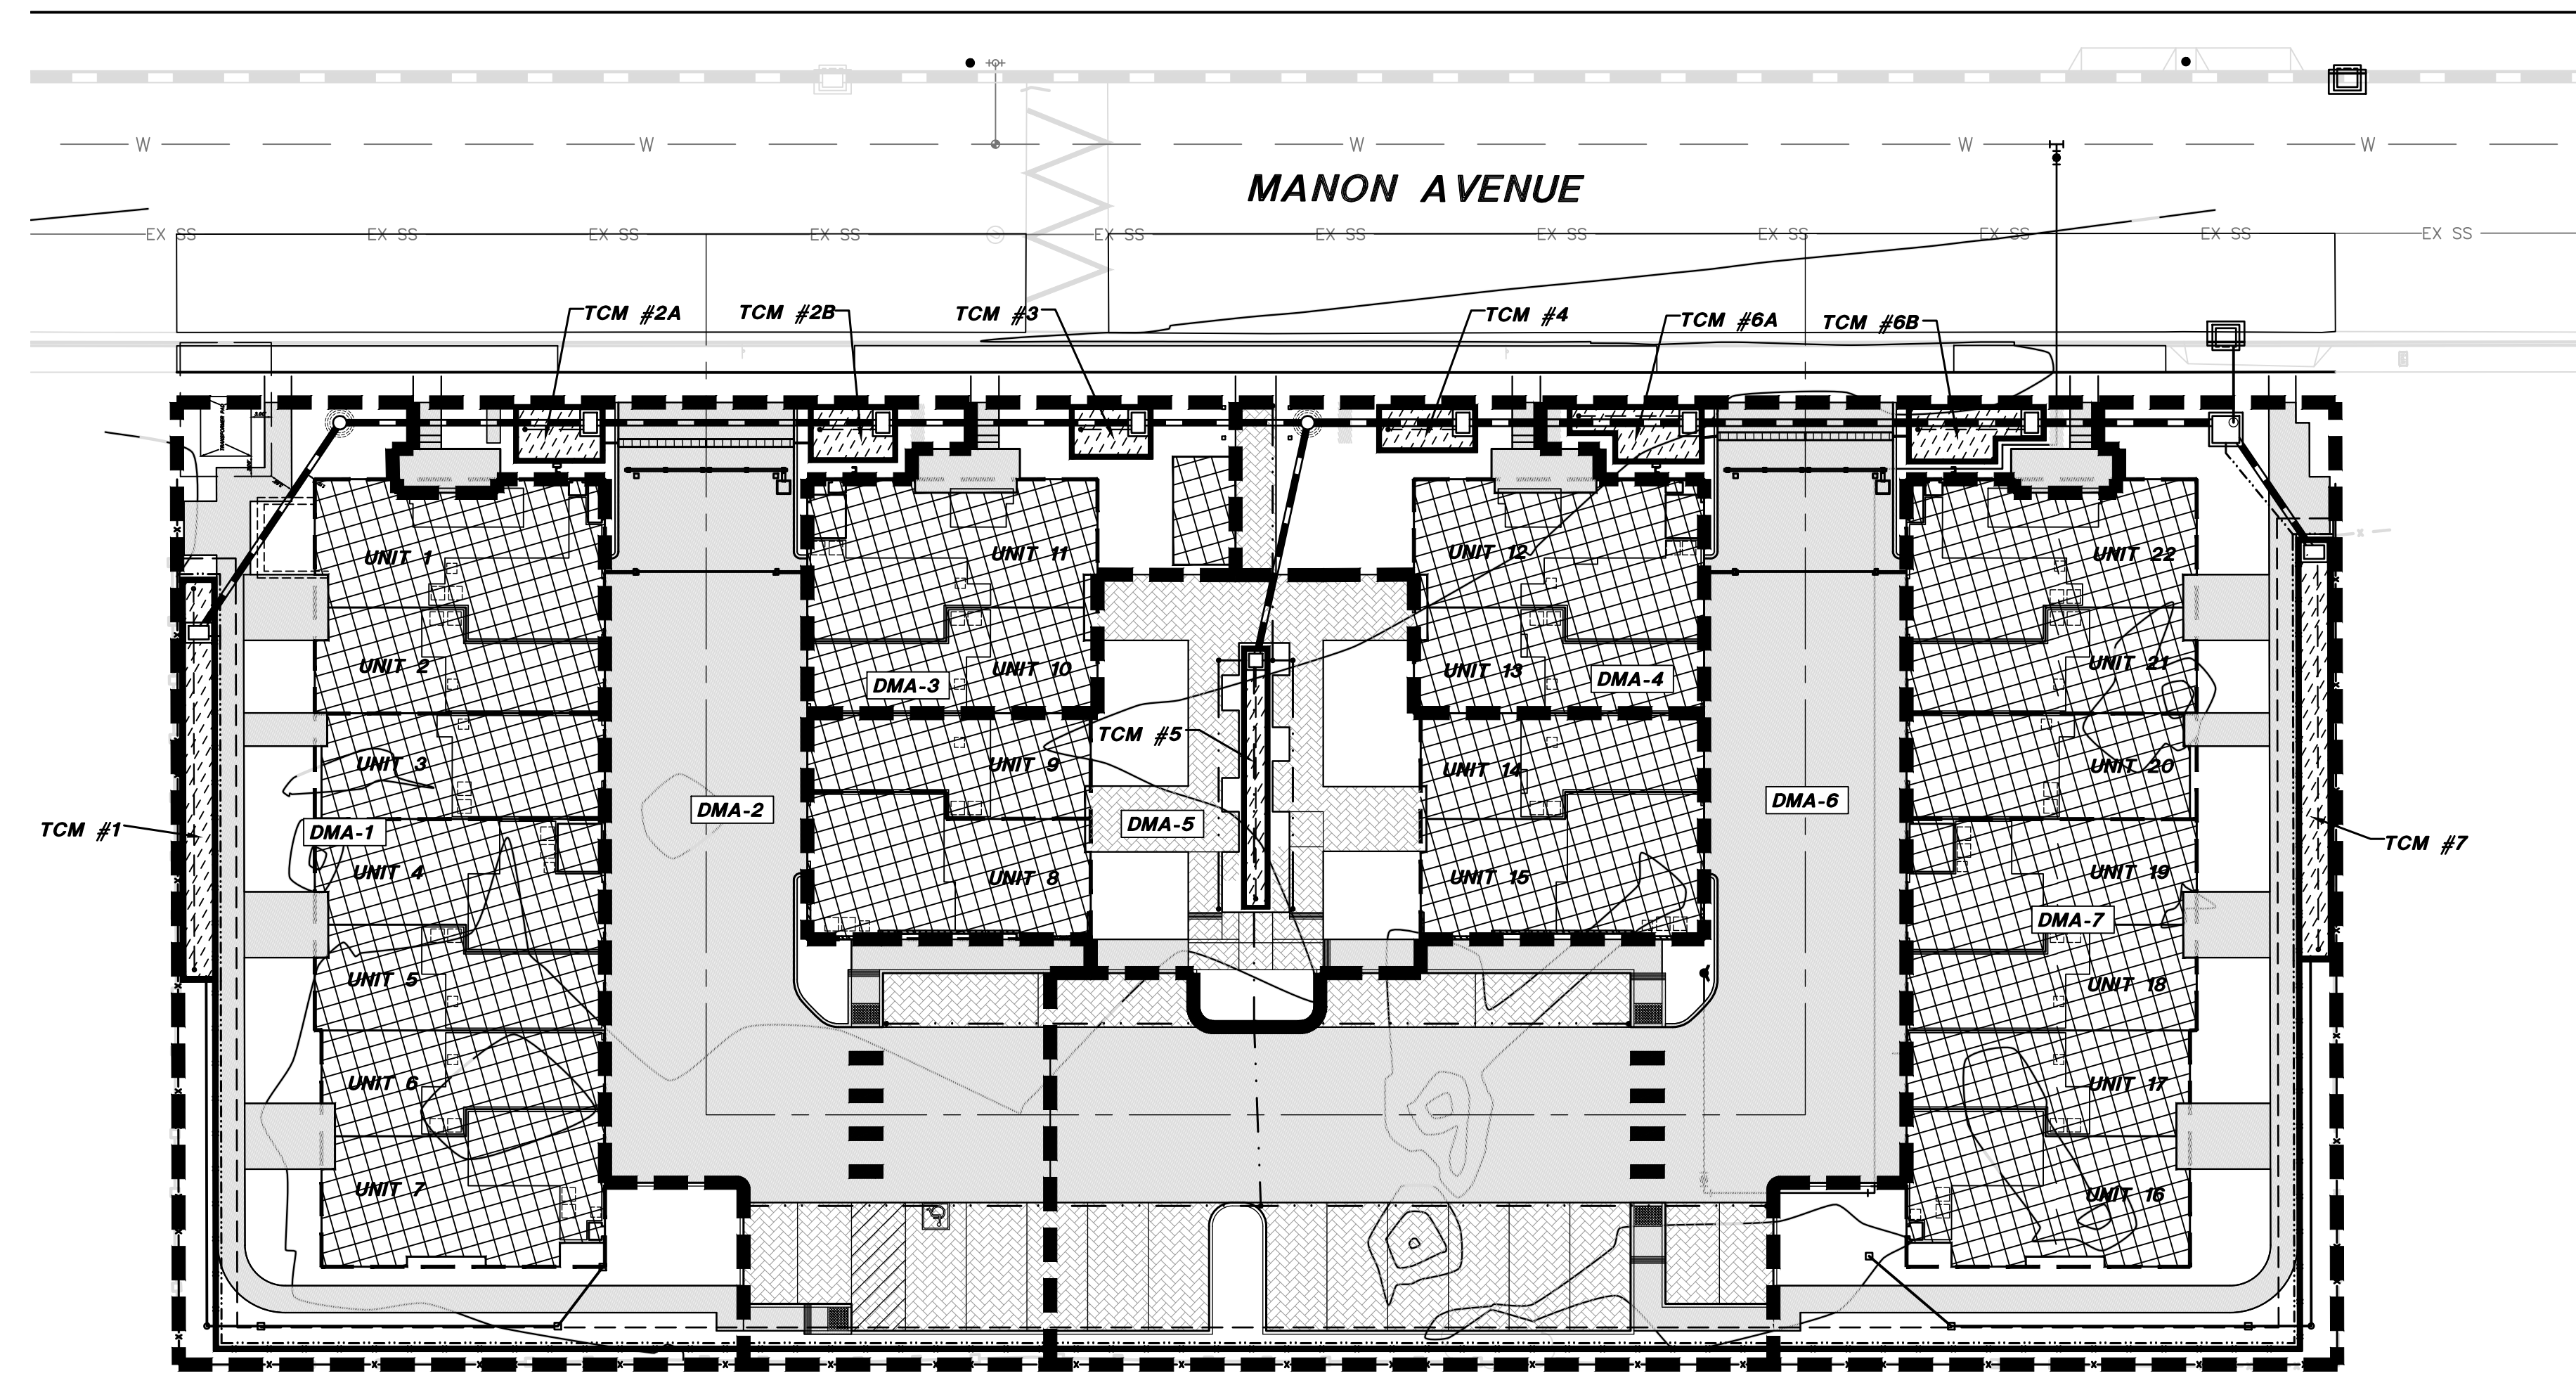 W W W W W
MANON AVENUE
EX SS EX SS EX SS EX SS EX SS EX SS EX SS EX SS EX SS EX SS EX SS
TCM #2A
TCM #2B
TCM #3
TCM #4
TCM #6A
TCM #6B
UNIT 1
UNIT 11
UNIT 12
UNIT 22
UNIT 2
UNIT 10
UNIT 13
UNIT 21
DMA-3
DMA-4
TCM #5
UNIT 3
UNIT 9
UNIT 14
UNIT 20
DMA-2
DMA-6
TCM #1
DMA-1
DMA-5
TCM #7
UNIT 4
UNIT 8
UNIT 15
UNIT 19
DMA-7
UNIT 5
UNIT 18
UNIT 6
UNIT 17
UNIT 7
UNIT 16